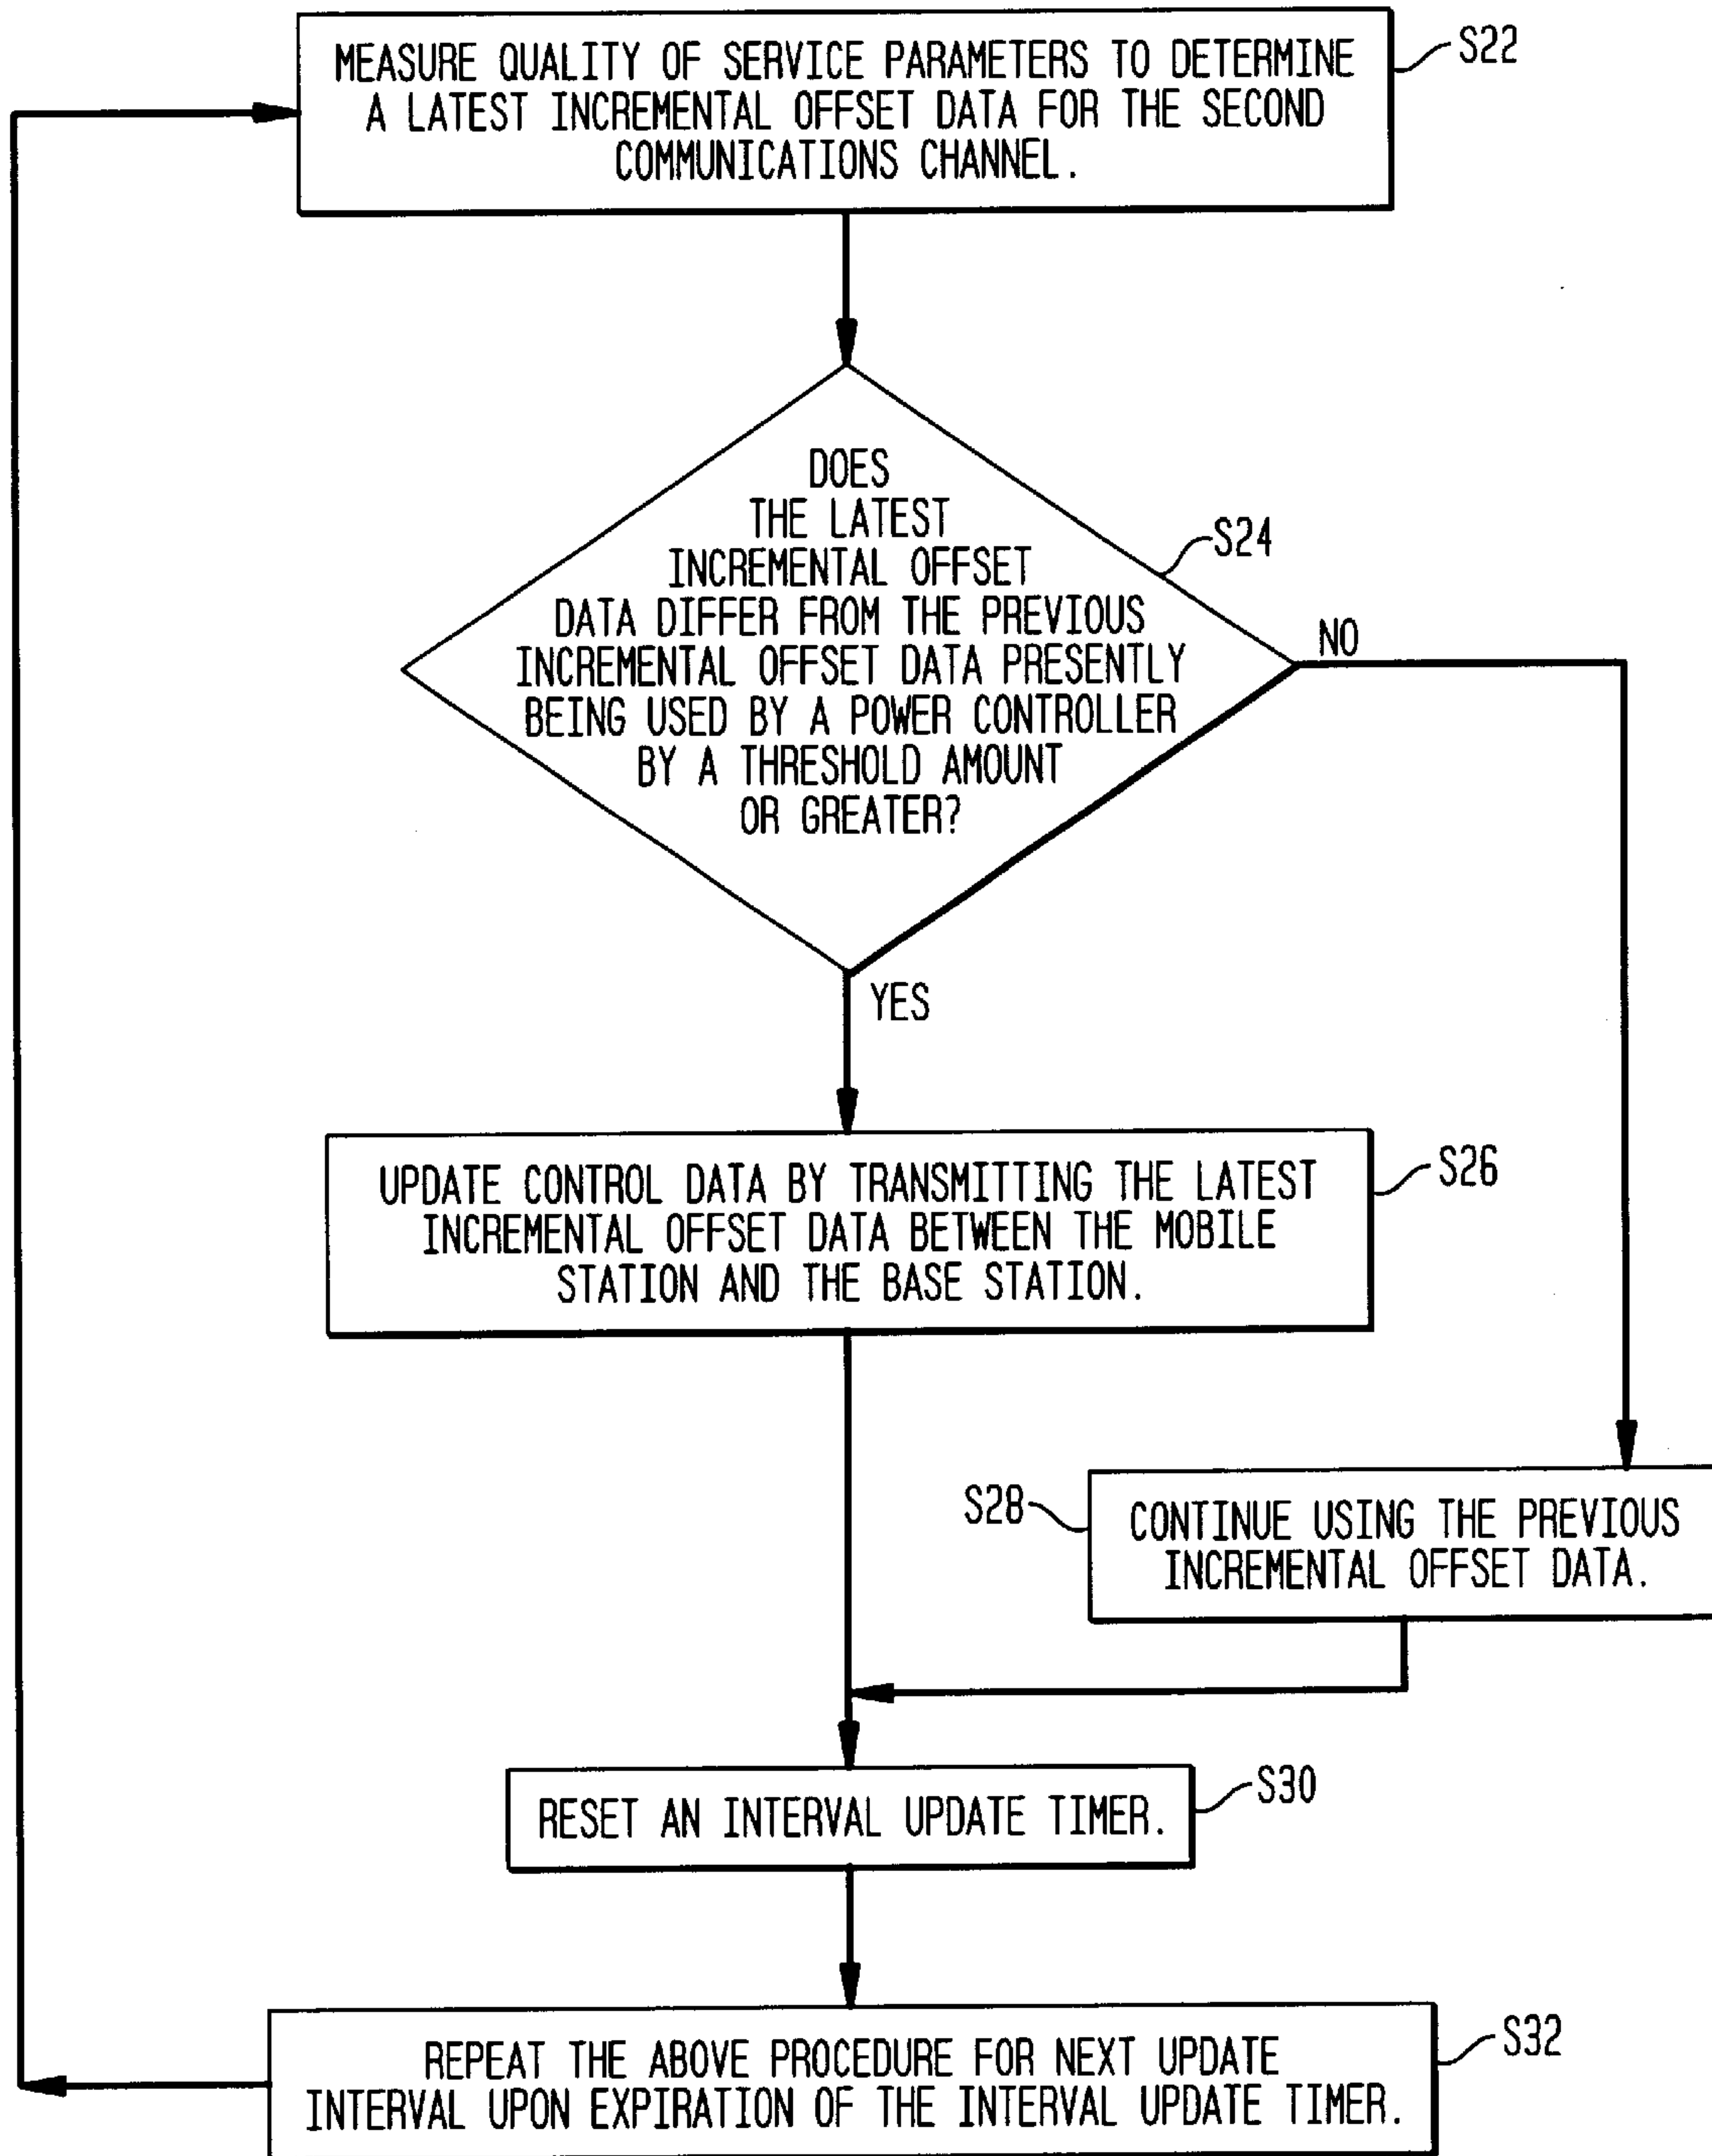 MEASURE QUALITY OF SERVICE PARAMETERS TO DETERMINE
A LATEST INCREMENTAL OFFSET DATA FOR THE SECOND
COMMUNICATIONS CHANNEL.
S22
DOES
THE LATEST
INCREMENTAL OFFSET
DATA DIFFER FROM THE PREVIOUS
INCREMENTAL OFFSET DATA PRESENTLY
BEING USED BY A POWER CONTROLLER
BY A THRESHOLD AMOUNT
OR GREATER?
S24
NO
YES
UPDATE CONTROL DATA BY TRANSMITTING THE LATEST
INCREMENTAL OFFSET DATA BETWEEN THE MOBILE
STATION AND THE BASE STATION.
S26
S28
CONTINUE USING THE PREVIOUS
INCREMENTAL OFFSET DATA.
RESET AN INTERVAL UPDATE TIMER.
S30
REPEAT THE ABOVE PROCEDURE FOR NEXT UPDATE
INTERVAL UPON EXPIRATION OF THE INTERVAL UPDATE TIMER.
S32